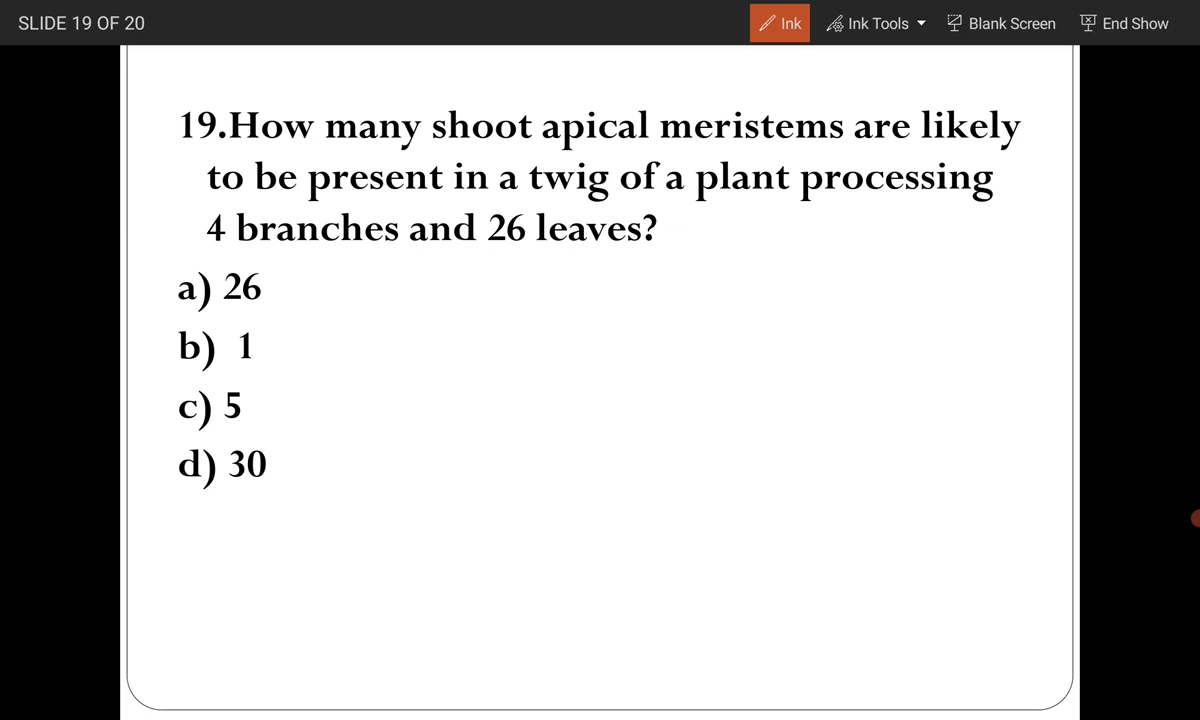 SLIDE 19 OF 20
Ink
Ink Tools
Blank Screen
End Show
19.How many shoot apical meristems are likely
to be present in a twig of a plant processing
4 branches and 26 leaves?
a) 26
b) 1
c) 5
d) 30